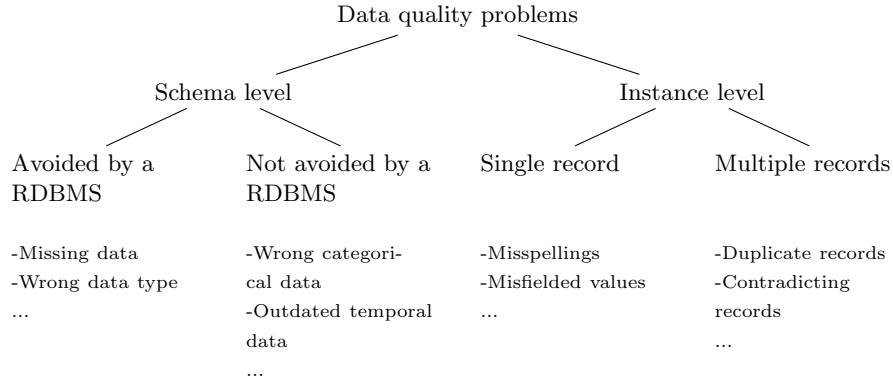 Data quality problems
Schema level
Instance level
Avoided by a
RDBMS
Not avoided by a
RDBMS
Single record
Multiple records
-Missing data
-Wrong data type
...
-Wrong categori-
cal data
-Outdated temporal
data
...
-Misspellings
-Misfielded values
...
-Duplicate records
-Contradicting
records
...